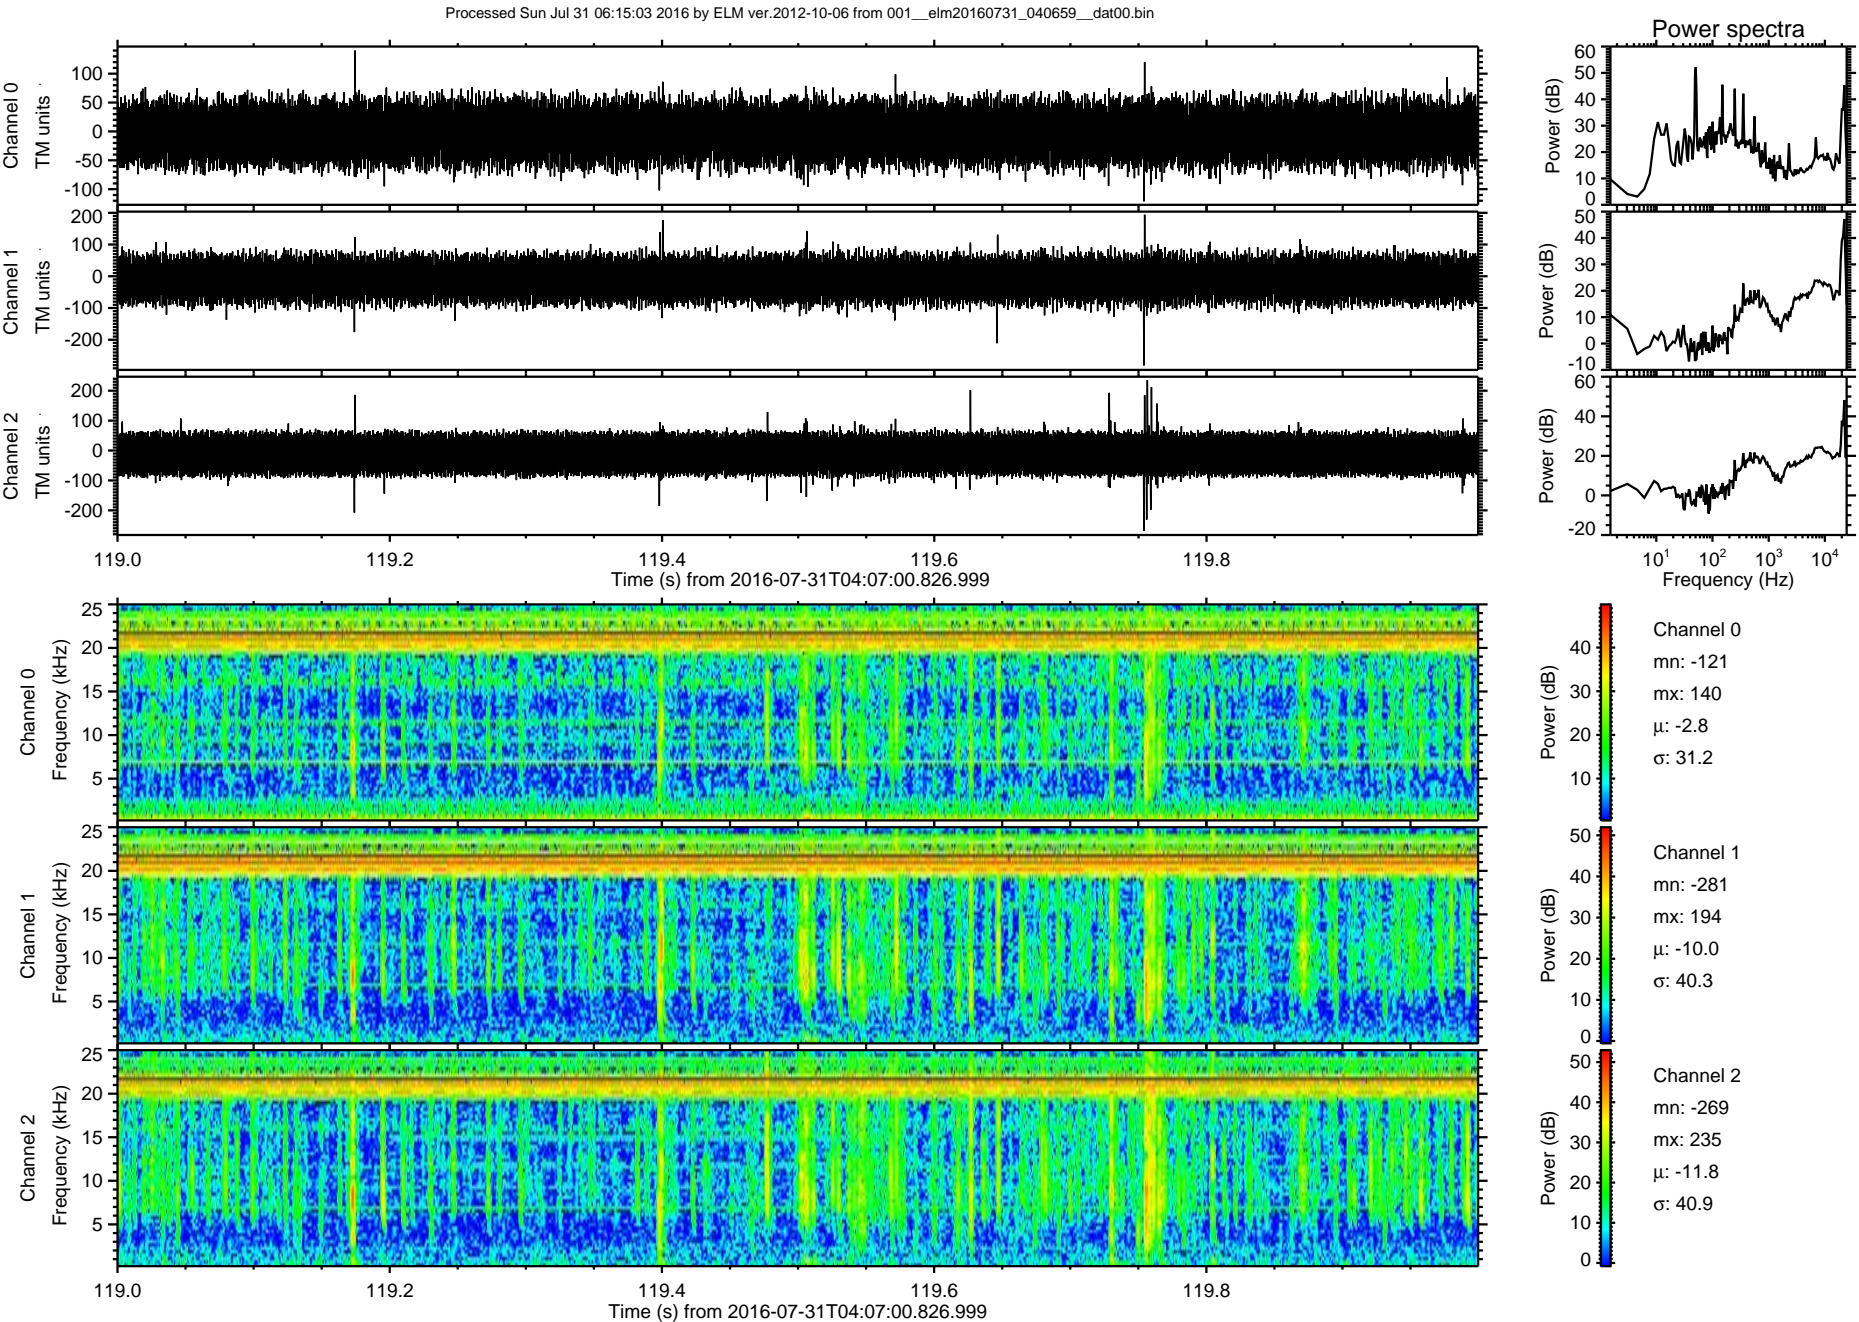 Processed Sun Jul 31 06:15:03 2016 by ELM ver.2012-10-06 from 001__elm20160731_040659__dat00.bin
Power spectra
Channel 0
TM units
100
50
0
-50
-100
Power (dB)
60
50
40
30
20
10
0
Channel 1
TM units
200
100
0
-100
-200
Power (dB)
50
40
30
20
10
0
-10
Channel 2
TM units
200
100
0
-100
-200
Power (dB)
60
40
20
0
-20
119.0 119.2 119.4 119.6 119.8
Time (s) from 2016-07-31T04:07:00.826.999
10¹ 10² 10³ 10⁴
Frequency (Hz)
Channel 0
Frequency (kHz)
25
20
15
10
5
Power (dB)
40
30
20
10
Channel 0
mn: -121
mx: 140
μ: -2.8
σ: 31.2
Channel 1
Frequency (kHz)
25
20
15
10
5
Power (dB)
50
40
30
20
10
0
Channel 1
mn: -281
mx: 194
μ: -10.0
σ: 40.3
Channel 2
Frequency (kHz)
25
20
15
10
5
Power (dB)
50
40
30
20
10
0
Channel 2
mn: -269
mx: 235
μ: -11.8
σ: 40.9
119.0 119.2 119.4 119.6 119.8
Time (s) from 2016-07-31T04:07:00.826.999